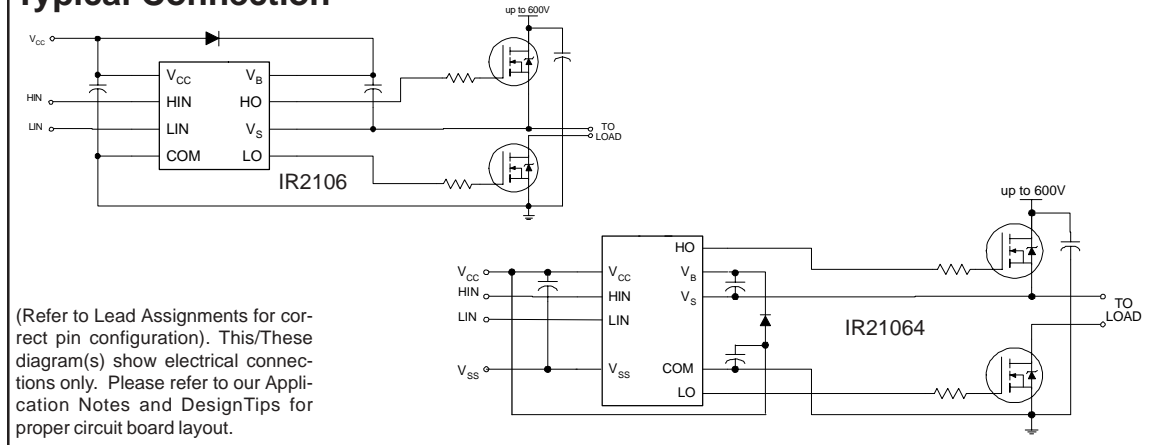 Typical Connection
up to 600V
VCC
VCC
VB
HIN
HIN
HO
LIN
LIN
VS
TO
LOAD
COM
LO
IR2106
up to 600V
HO
VCC
VCC
VB
HIN
HIN
VS
LIN
LIN
TO
LOAD
IR21064
VSS
VSS
COM
LO
(Refer to Lead Assignments for cor-
rect pin configuration). This/These
diagram(s) show electrical connec-
tions only. Please refer to our Appli-
cation Notes and DesignTips for
proper circuit board layout.